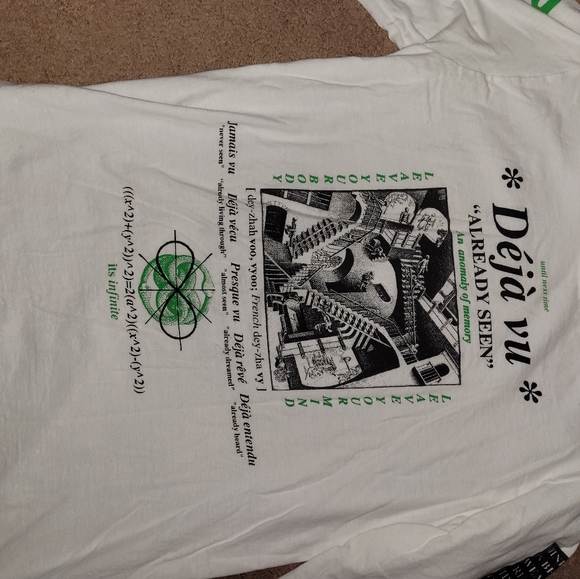 until next time
* Déjà vu *
“ALREADY SEEN”
An anomaly of memory
LEAVE YOUR BODY
LEAVE YOUR MIND
[ dey-zhah voo, vyoo; French dey-zha vy ]
Jamais vu
"never seen"
Déjà vécu
"already living through"
Presque vu
"almost seen"
Déjà rêvé
"already dreamed"
Déjà entendu
"already heard"
its infinite
((x^2)+(y^2))^2)=2(a^2)((x^2)-(y^2))